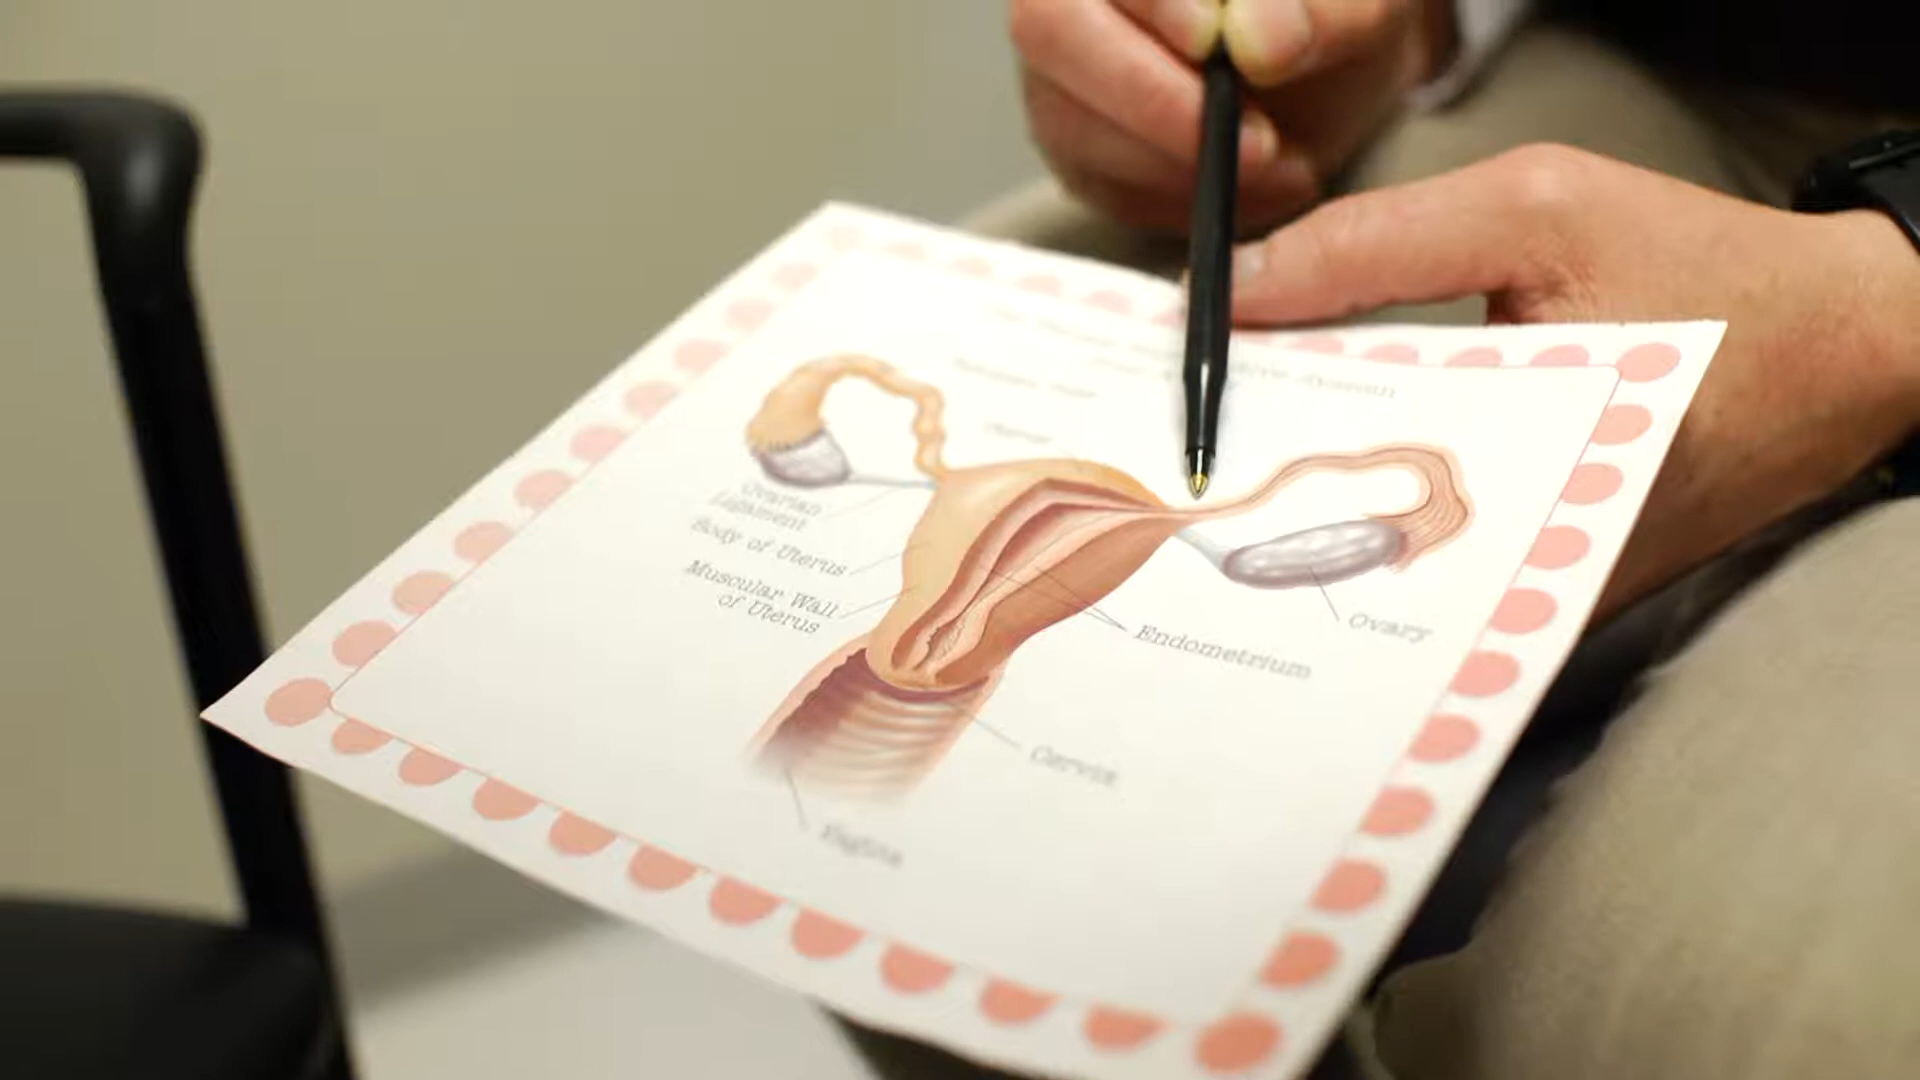 Ovarian
Ligament
Body of Uterus
Muscular Wall
of Uterus
Endometrium
Ovary
Cervix
Vagina